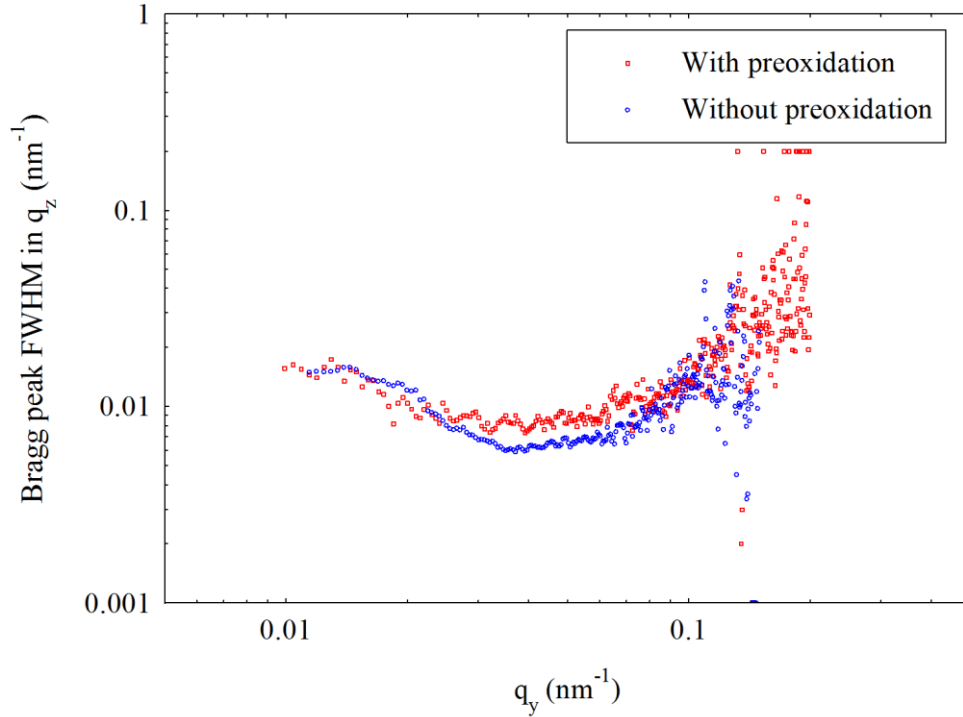 1
With preoxidation
Without preoxidation
0.1
Bragg peak FWHM in q_z (nm⁻¹)
0.01
0.001
0.01
0.1
q_y (nm⁻¹)